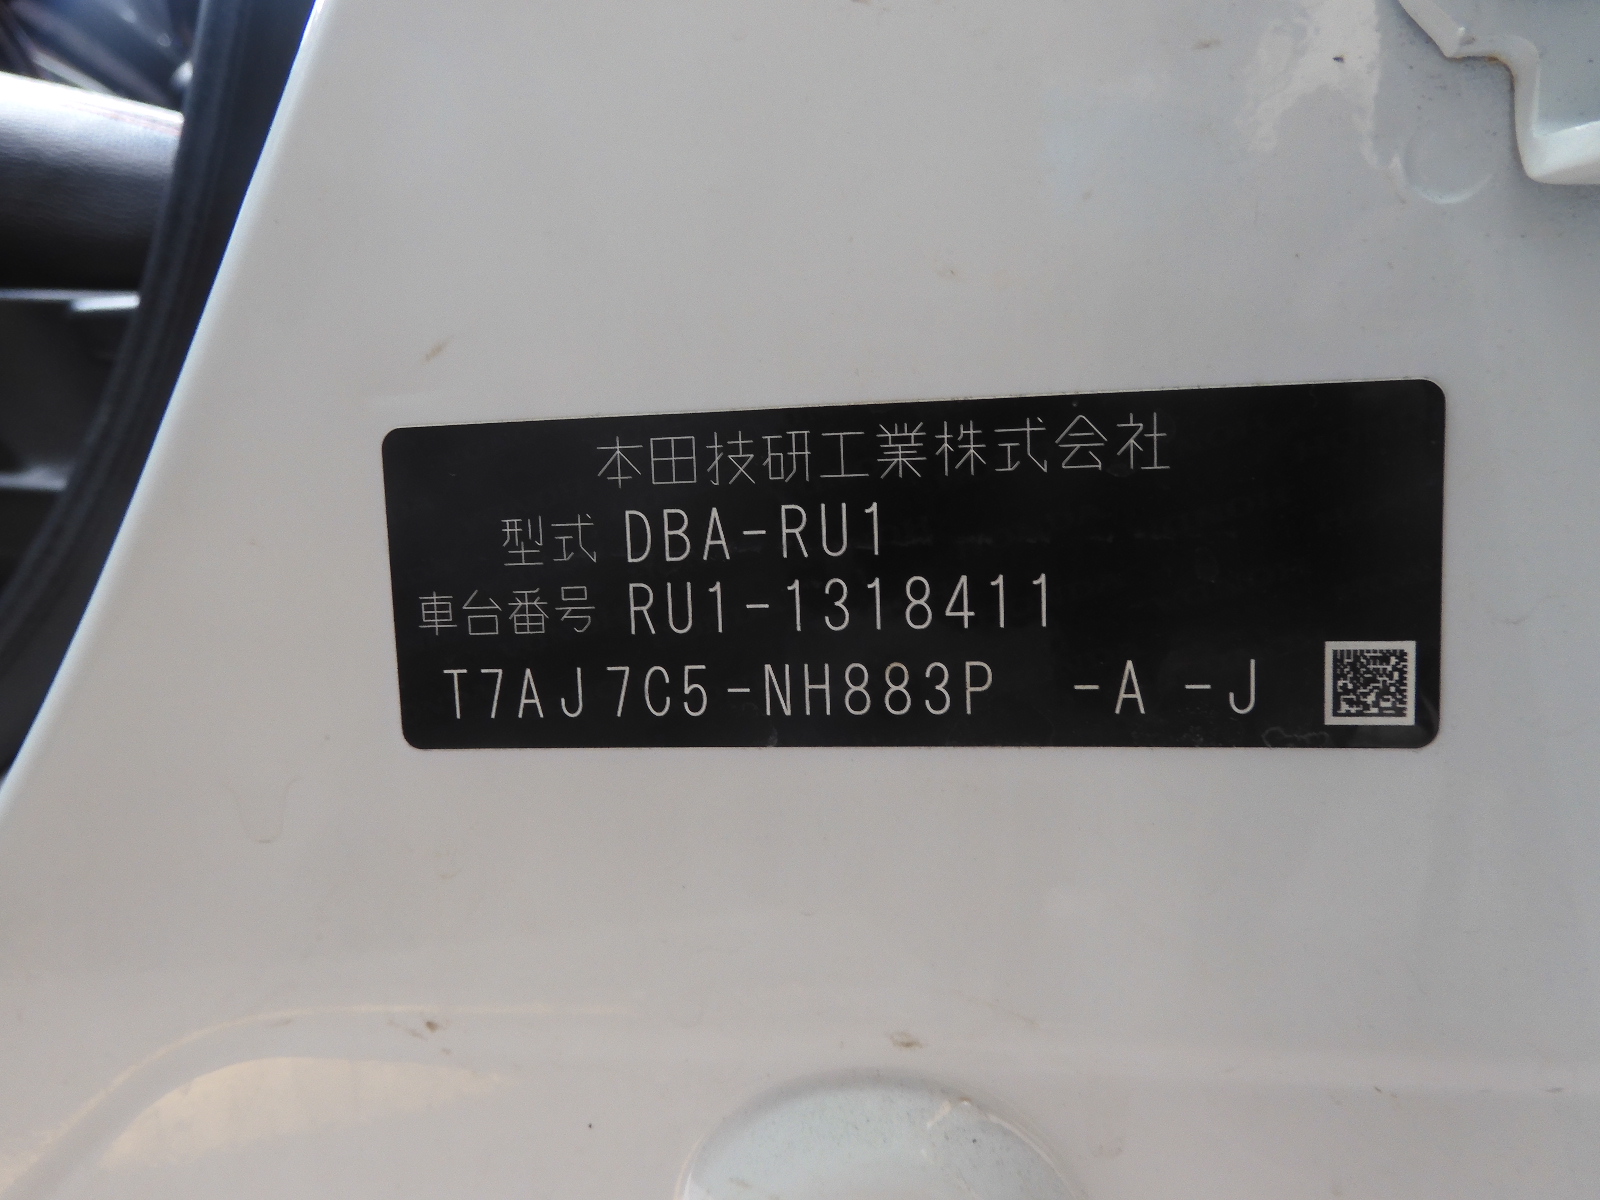 本田技研工業株式会社
型式 DBA-RU1
車台番号 RU1-1318411
T7AJ7C5-NH883P -A -J